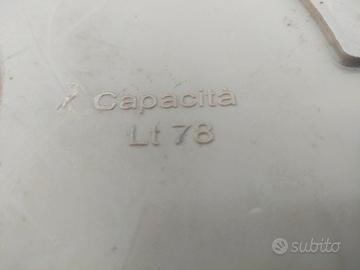 Capacità
Lt 78
subito